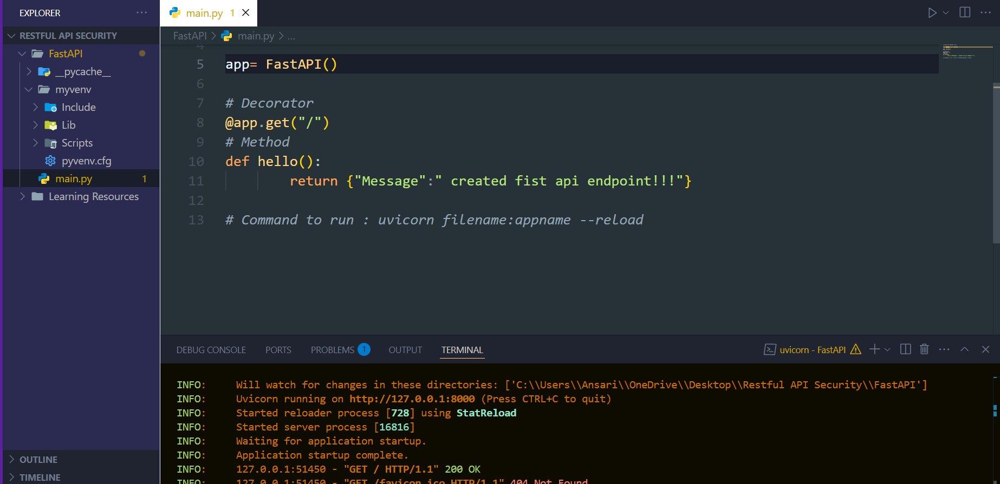 EXPLORER ···
RESTFUL API SECURITY
FastAPI
__pycache__
myvenv
Include
Lib
Scripts
pyvenv.cfg
main.py 1
Learning Resources
OUTLINE
TIMELINE
main.py 1
FastAPI > main.py > ...
4
5 app= FastAPI()
6
7 # Decorator
8 @app.get("/")
9 # Method
10 def hello():
11 return {"Message":" created fist api endpoint!!!"}
12
13 # Command to run : uvicorn filename:appname --reload
DEBUG CONSOLE PORTS PROBLEMS 1 OUTPUT TERMINAL uvicorn - FastAPI
INFO: Will watch for changes in these directories: ['C:\\Users\\Ansari\\OneDrive\\Desktop\\Restful API Security\\FastAPI']
INFO: Uvicorn running on http://127.0.0.1:8000 (Press CTRL+C to quit)
INFO: Started reloader process [728] using StatReload
INFO: Started server process [16816]
INFO: Waiting for application startup.
INFO: Application startup complete.
INFO: 127.0.0.1:51450 - "GET / HTTP/1.1" 200 OK
INFO: 127.0.0.1:51450 - "GET /favicon.ico HTTP/1.1" 404 Not Found